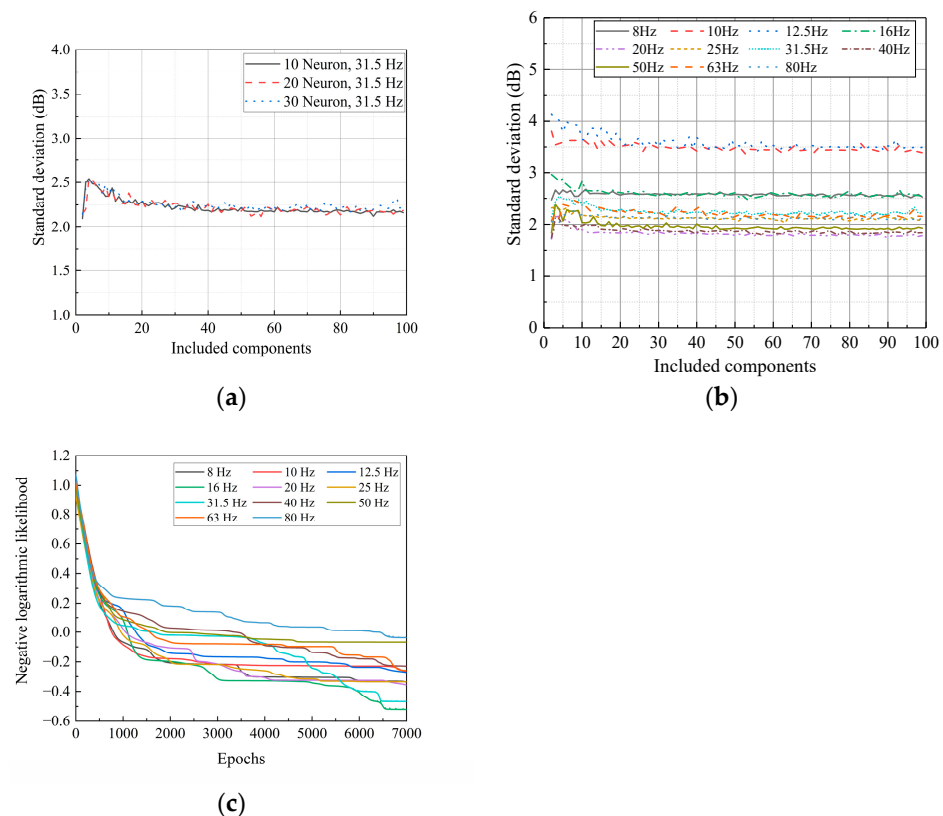 4.0
3.5
3.0
2.5
2.0
1.5
1.0
Standard deviation (dB)
10 Neuron, 31.5 Hz
20 Neuron, 31.5 Hz
30 Neuron, 31.5 Hz
0 20 40 60 80 100
Included components
(a)
6
5
4
3
2
1
0
Standard deviation (dB)
8Hz 10Hz 12.5Hz 16Hz
20Hz 25Hz 31.5Hz 40Hz
50Hz 63Hz 80Hz
0 10 20 30 40 50 60 70 80 90 100
Included components
(b)
1.2
1.0
0.8
0.6
0.4
0.2
0.0
−0.2
−0.4
−0.6
Negative logarithmic likelihood
8 Hz 10 Hz 12.5 Hz
16 Hz 20 Hz 25 Hz
31.5 Hz 40 Hz 50 Hz
63 Hz 80 Hz
0 1000 2000 3000 4000 5000 6000 7000
Epochs
(c)